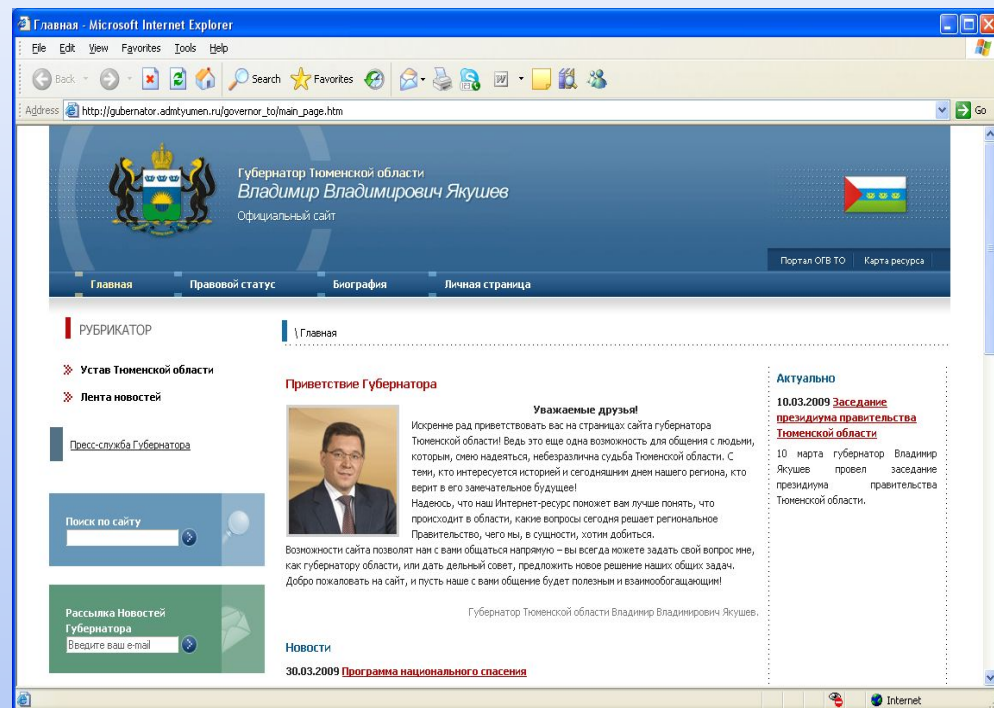 Главная - Microsoft Internet Explorer
File Edit View Favorites Tools Help
Back Search Favorites
Address http://gubernator.admtyumen.ru/governor_to/main_page.htm Go
Губернатор Тюменской области
Владимир Владимирович Якушев
Официальный сайт
Портал ОГВ ТО Карта ресурса
Главная Правовой статус Биография Личная страница
РУБРИКАТОР
Устав Тюменской области
Лента новостей
Пресс-служба Губернатора
Поиск по сайту
Рассылка Новостей
Губернатора
Введите ваш e-mail
\ Главная
Приветствие Губернатора
Уважаемые друзья!
Искренне рад приветствовать вас на страницах сайта губернатора
Тюменской области! Ведь это еще одна возможность для общения с людьми,
которым, смею надеяться, небезразлична судьба Тюменской области. С
теми, кто интересуется историей и сегодняшним днем нашего региона, кто
верит в его замечательное будущее!
Надеюсь, что наш Интернет-ресурс поможет вам лучше понять, что
происходит в области, какие вопросы сегодня решает региональное
Правительство, чего мы, в сущности, хотим добиться.
Возможности сайта позволят нам с вами общаться напрямую – вы всегда можете задать свой вопрос мне,
как губернатору области, или дать дельный совет, предложить новое решение наших общих задач.
Добро пожаловать на сайт, и пусть наше с вами общение будет полезным и взаимообогащающим!
Губернатор Тюменской области Владимир Владимирович Якушев.
Новости
30.03.2009 Программа национального спасения
Актуально
10.03.2009 Заседание
президиума правительства
Тюменской области
10 марта губернатор Владимир
Якушев провел заседание
президиума правительства
Тюменской области.
Internet